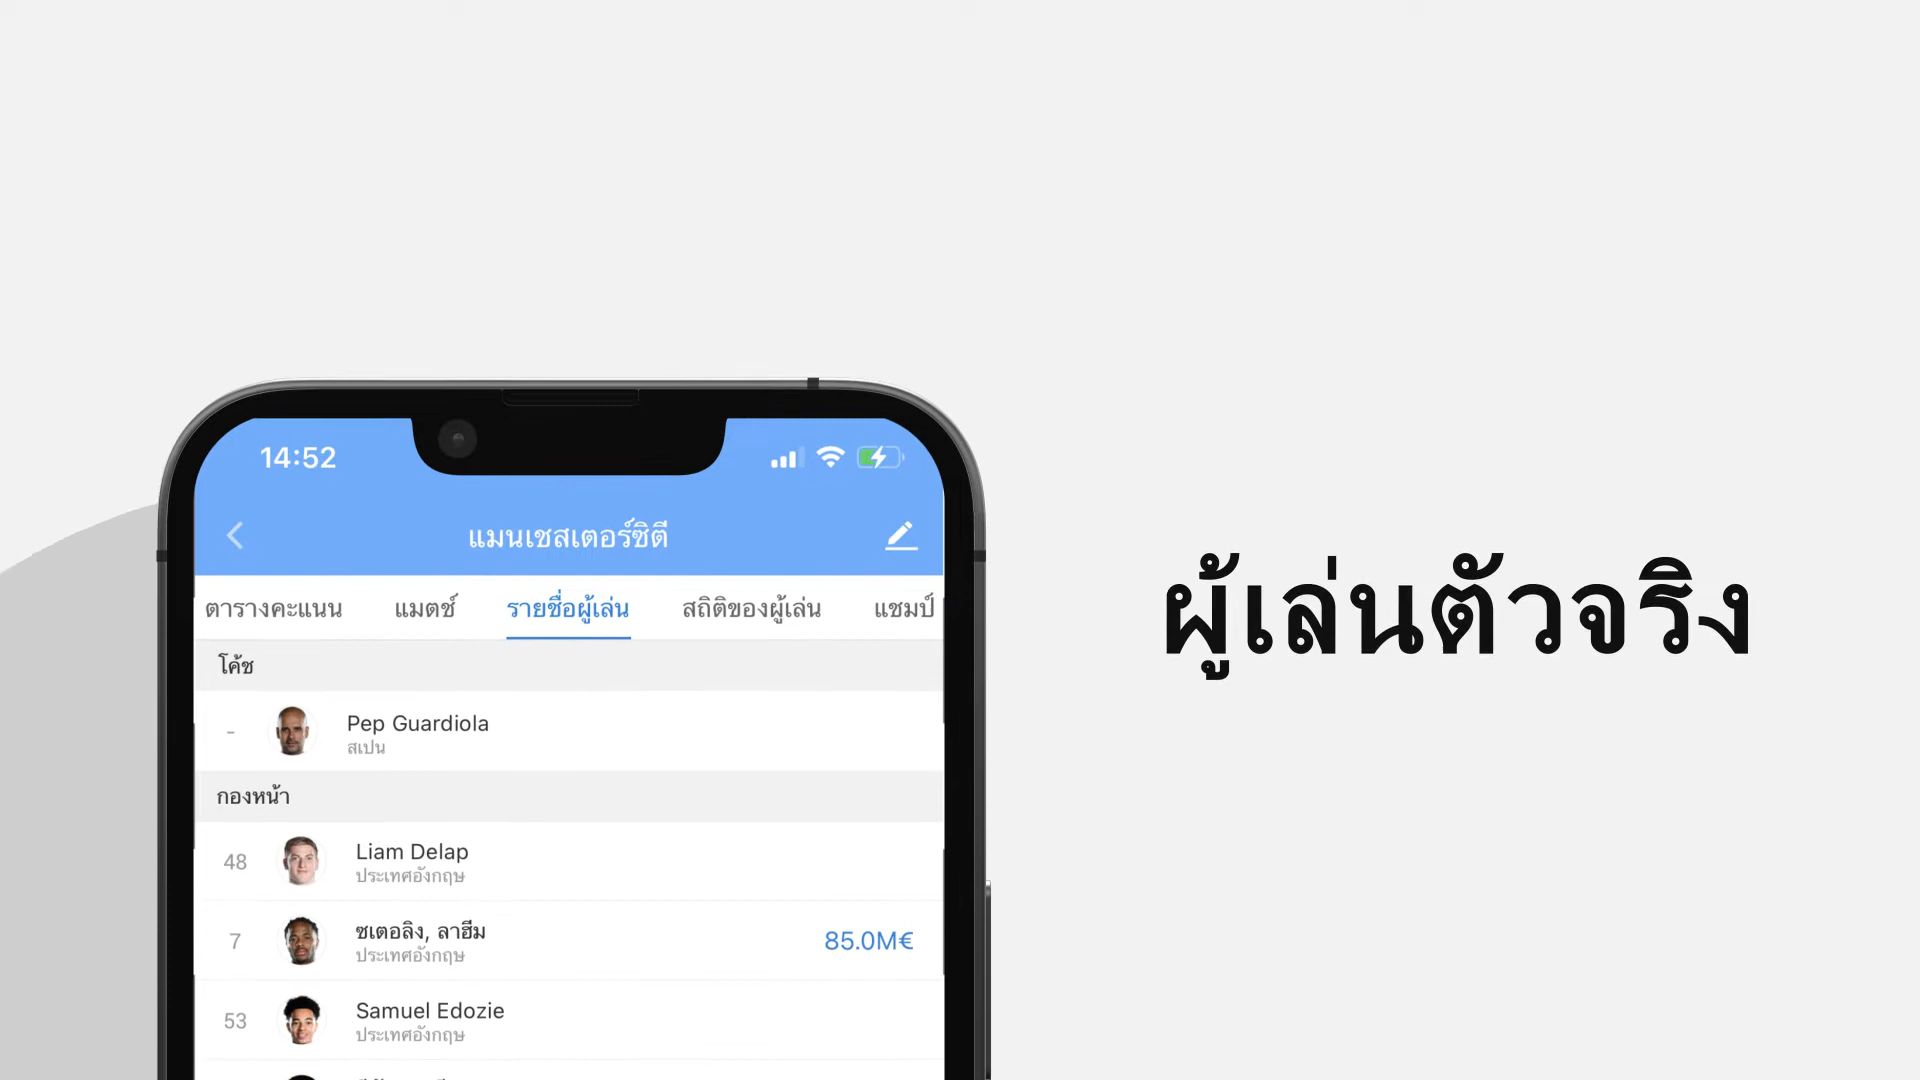 14:52
แมนเชสเตอร์ซิตี
ตารางคะแนน แมตช์ รายชื่อผู้เล่น สถิติของผู้เล่น แชมป์
โค้ช
- Pep Guardiola
สเปน
กองหน้า
48 Liam Delap
ประเทศอังกฤษ
7 ซเตอลิง, ลาฮีม 85.0M€
ประเทศอังกฤษ
53 Samuel Edozie
ประเทศอังกฤษ
ผู้เล่นตัวจริง